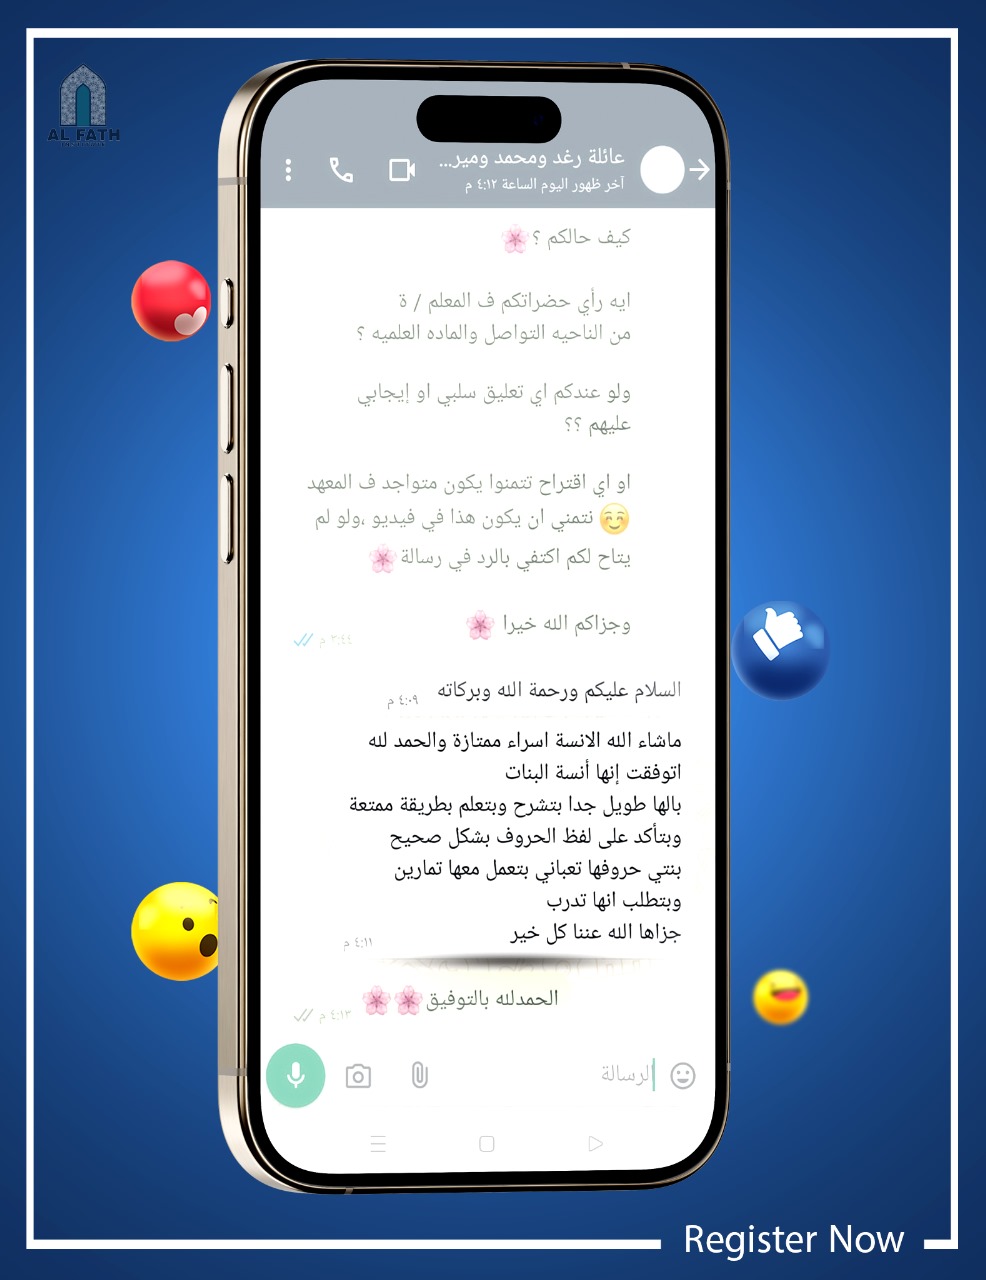 AL FATH
عائلة رغد ومحمد ومير...
آخر ظهور اليوم الساعة ٤:١٢ م
كيف حالكم ؟ 🌸
ايه رأي حضراتكم ف المعلم / ة
من الناحيه التواصل والماده العلميه ؟
ولو عندكم اي تعليق سلبي او إيجابي
عليهم ؟؟
او اي اقتراح تتمنوا يكون متواجد ف المعهد
☺️ نتمني ان يكون هذا في فيديو ،ولو لم
يتاح لكم اكتفي بالرد في رسالة 🌸
وجزاكم الله خيرا 🌸
٣:٤٤ م
السلام عليكم ورحمة الله وبركاته
٤:٠٩ م
ماشاء الله الانسة اسراء ممتازة والحمد لله
اتوفقت إنها أنسة البنات
بالها طويل جدا بتشرح وبتعلم بطريقة ممتعة
وبتأكد على لفظ الحروف بشكل صحيح
بنتي حروفها تعباني بتعمل معها تمارين
وبتطلب انها تدرب
جزاها الله عننا كل خير
٤:١١ م
الحمدلله بالتوفيق 🌸🌸
٤:١٣ م
الرسالة
Register Now